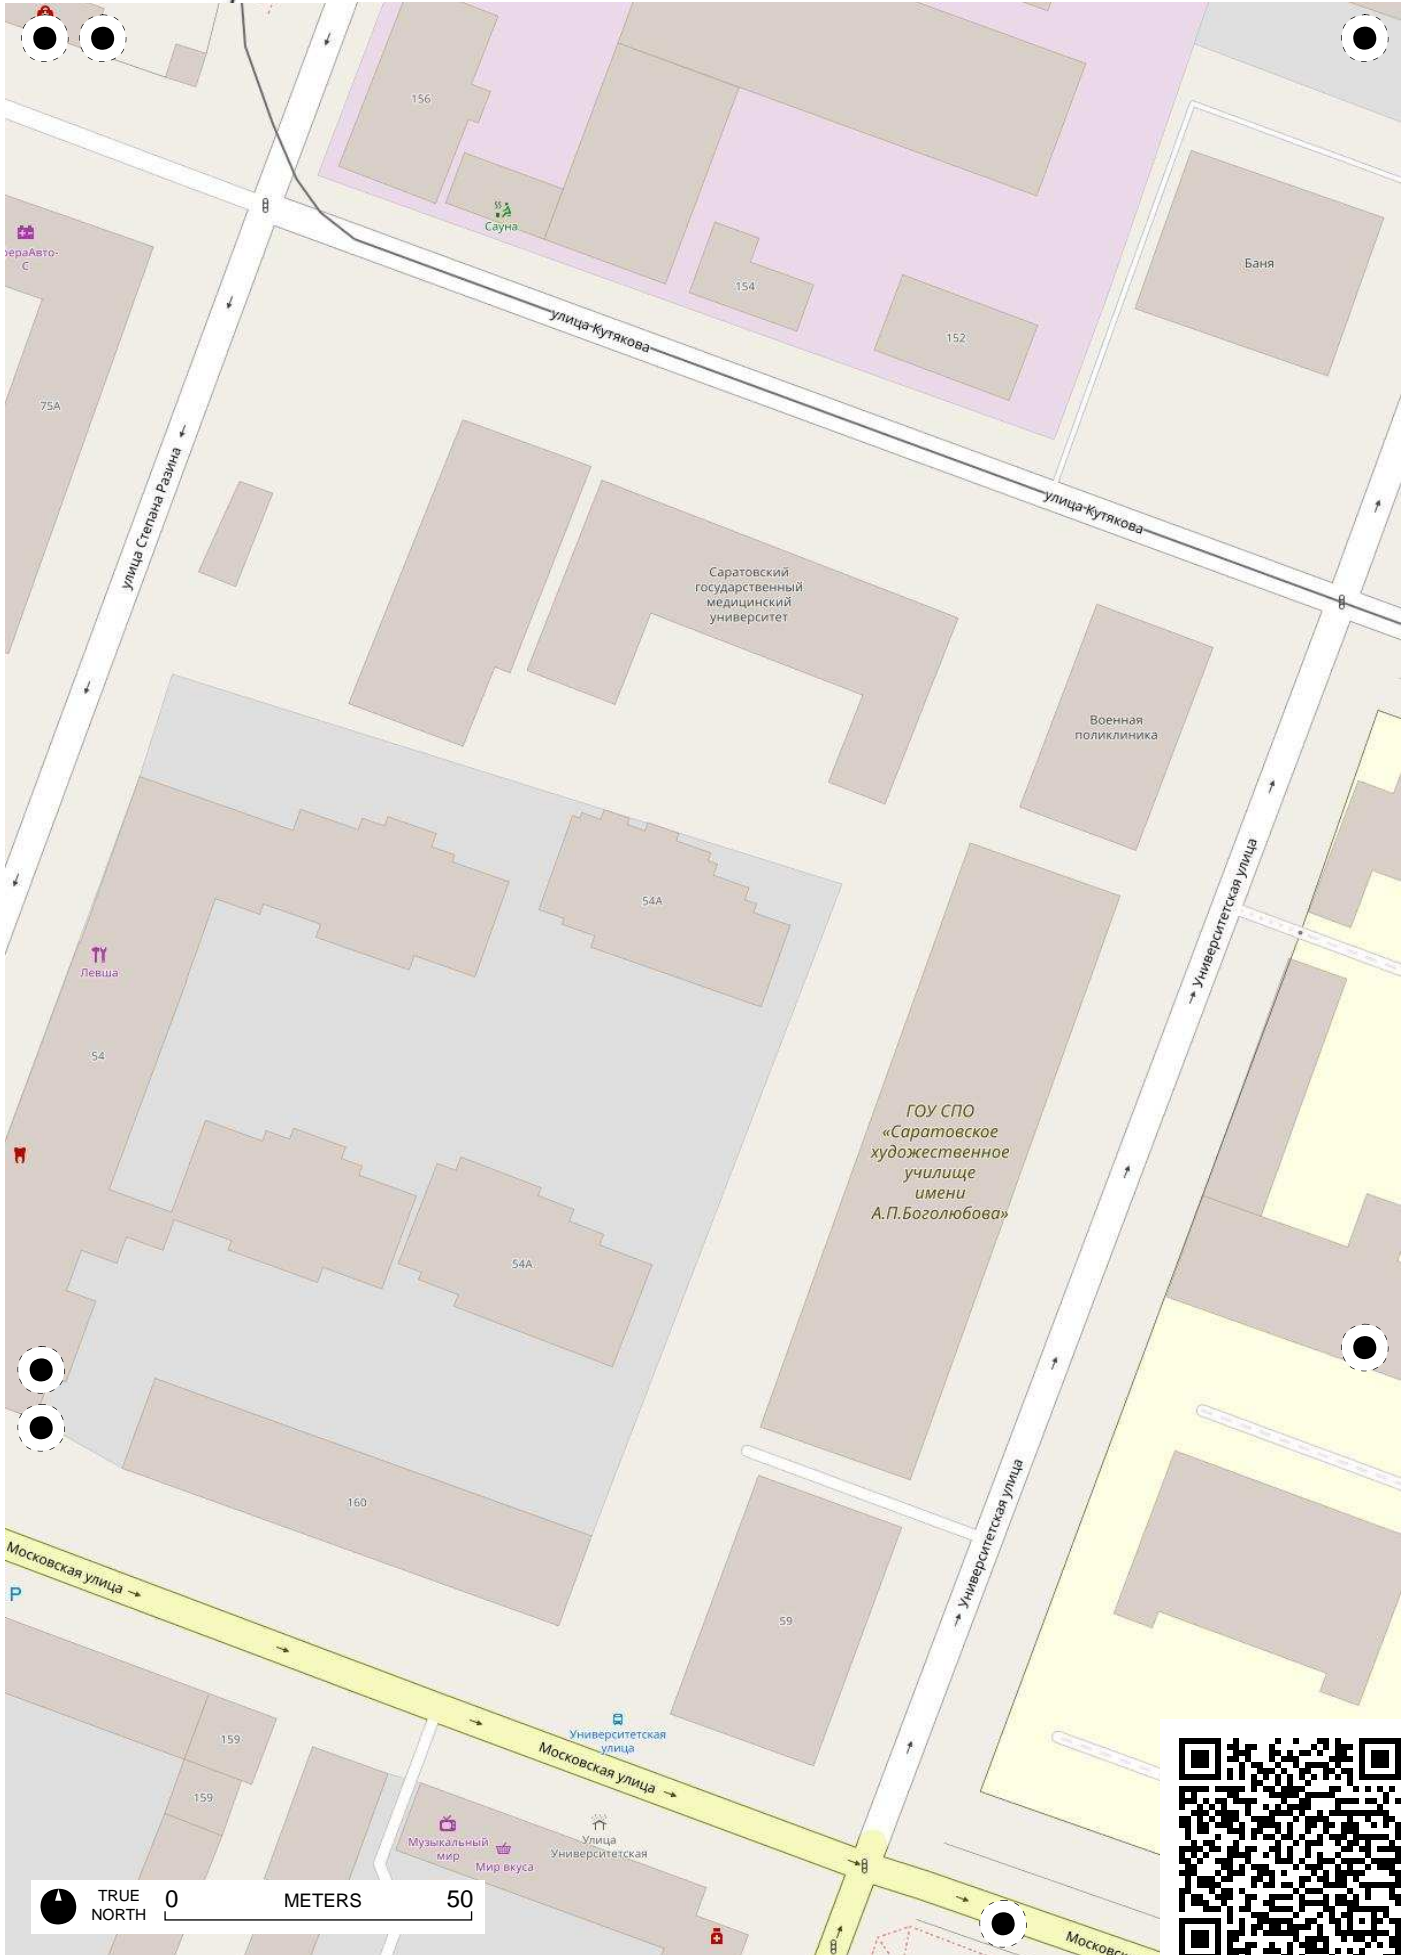 156
Сауна
154
152
Баня
улица Кутякова
75А
улица Степана Разина
улица Кутякова
Саратовский
государственный
медицинский
университет
Военная
поликлиника
54А
Левша
54
Университетская улица
ГОУ СПО
«Саратовское
художественное
училище
имени
А.П.Боголюбова»
54А
160
Московская улица
P
59
Университетская улица
159
Университетская
улица
Московская улица
159
Музыкальный
мир
Мир вкуса
Улица
Университетская
TRUE
NORTH
0 METERS 50